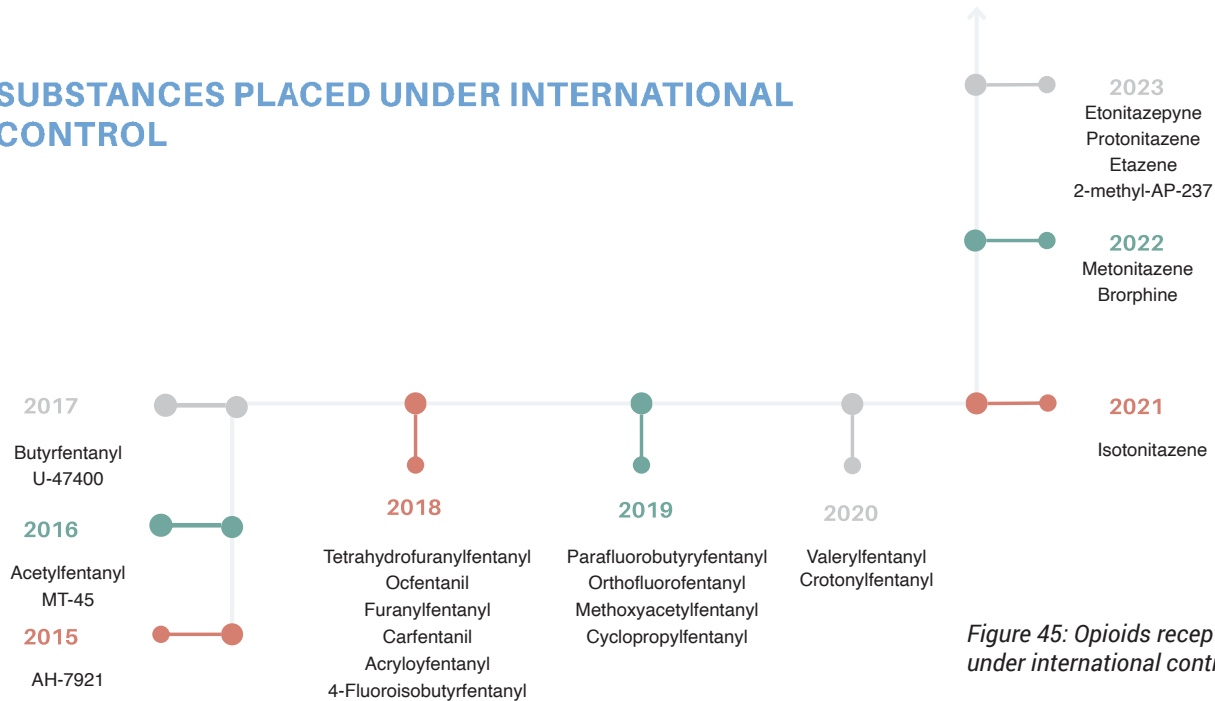 SUBSTANCES PLACED UNDER INTERNATIONAL
CONTROL
2023
Etonitazepyne
Protonitazene
Etazene
2-methyl-AP-237
2022
Metonitazene
Brorphine
2021
Isotonitazene
2017
Butyrfentanyl
U-47400
2016
Acetylfentanyl
MT-45
2015
AH-7921
2018
Tetrahydrofuranylfentanyl
Ocfentanil
Furanylfentanyl
Carfentanil
Acryloyfentanyl
4-Fluoroisobutyrfentanyl
2019
Parafluorobutyryfentanyl
Orthofluorofentanyl
Methoxyacetylfentanyl
Cyclopropylfentanyl
2020
Valerylfentanyl
Crotonylfentanyl
Figure 45: Opioids recep
under international contr